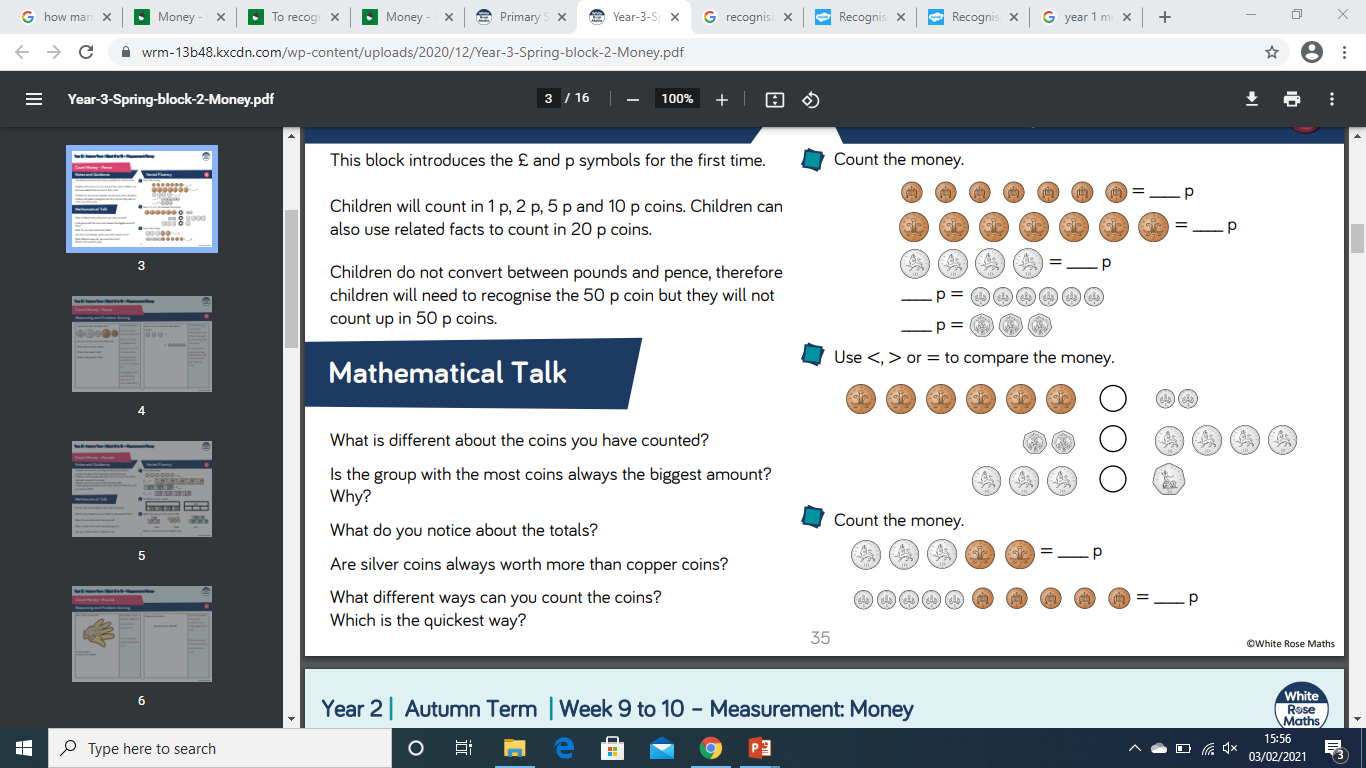 how man
Money -
To recogn
Money -
Primary S
Year-3-Sp
recognisi
Recognis
Recognis
year 1 m
wrm-13b48.kxcdn.com/wp-content/uploads/2020/12/Year-3-Spring-block-2-Money.pdf
Year-3-Spring-block-2-Money.pdf
3 / 16
100%
3
4
5
6
This block introduces the £ and p symbols for the first time.
Children will count in 1 p, 2 p, 5 p and 10 p coins. Children can
also use related facts to count in 20 p coins.
Children do not convert between pounds and pence, therefore
children will need to recognise the 50 p coin but they will not
count up in 50 p coins.
Mathematical Talk
What is different about the coins you have counted?
Is the group with the most coins always the biggest amount?
Why?
What do you notice about the totals?
Are silver coins always worth more than copper coins?
What different ways can you count the coins?
Which is the quickest way?
Count the money.
= ____ p
= ____ p
= ____ p
____ p =
____ p =
Use <, > or = to compare the money.
Count the money.
= ____ p
= ____ p
35
©White Rose Maths
Year 2 | Autumn Term | Week 9 to 10 – Measurement: Money
White
Rose
Maths
Type here to search
15:56
03/02/2021
3